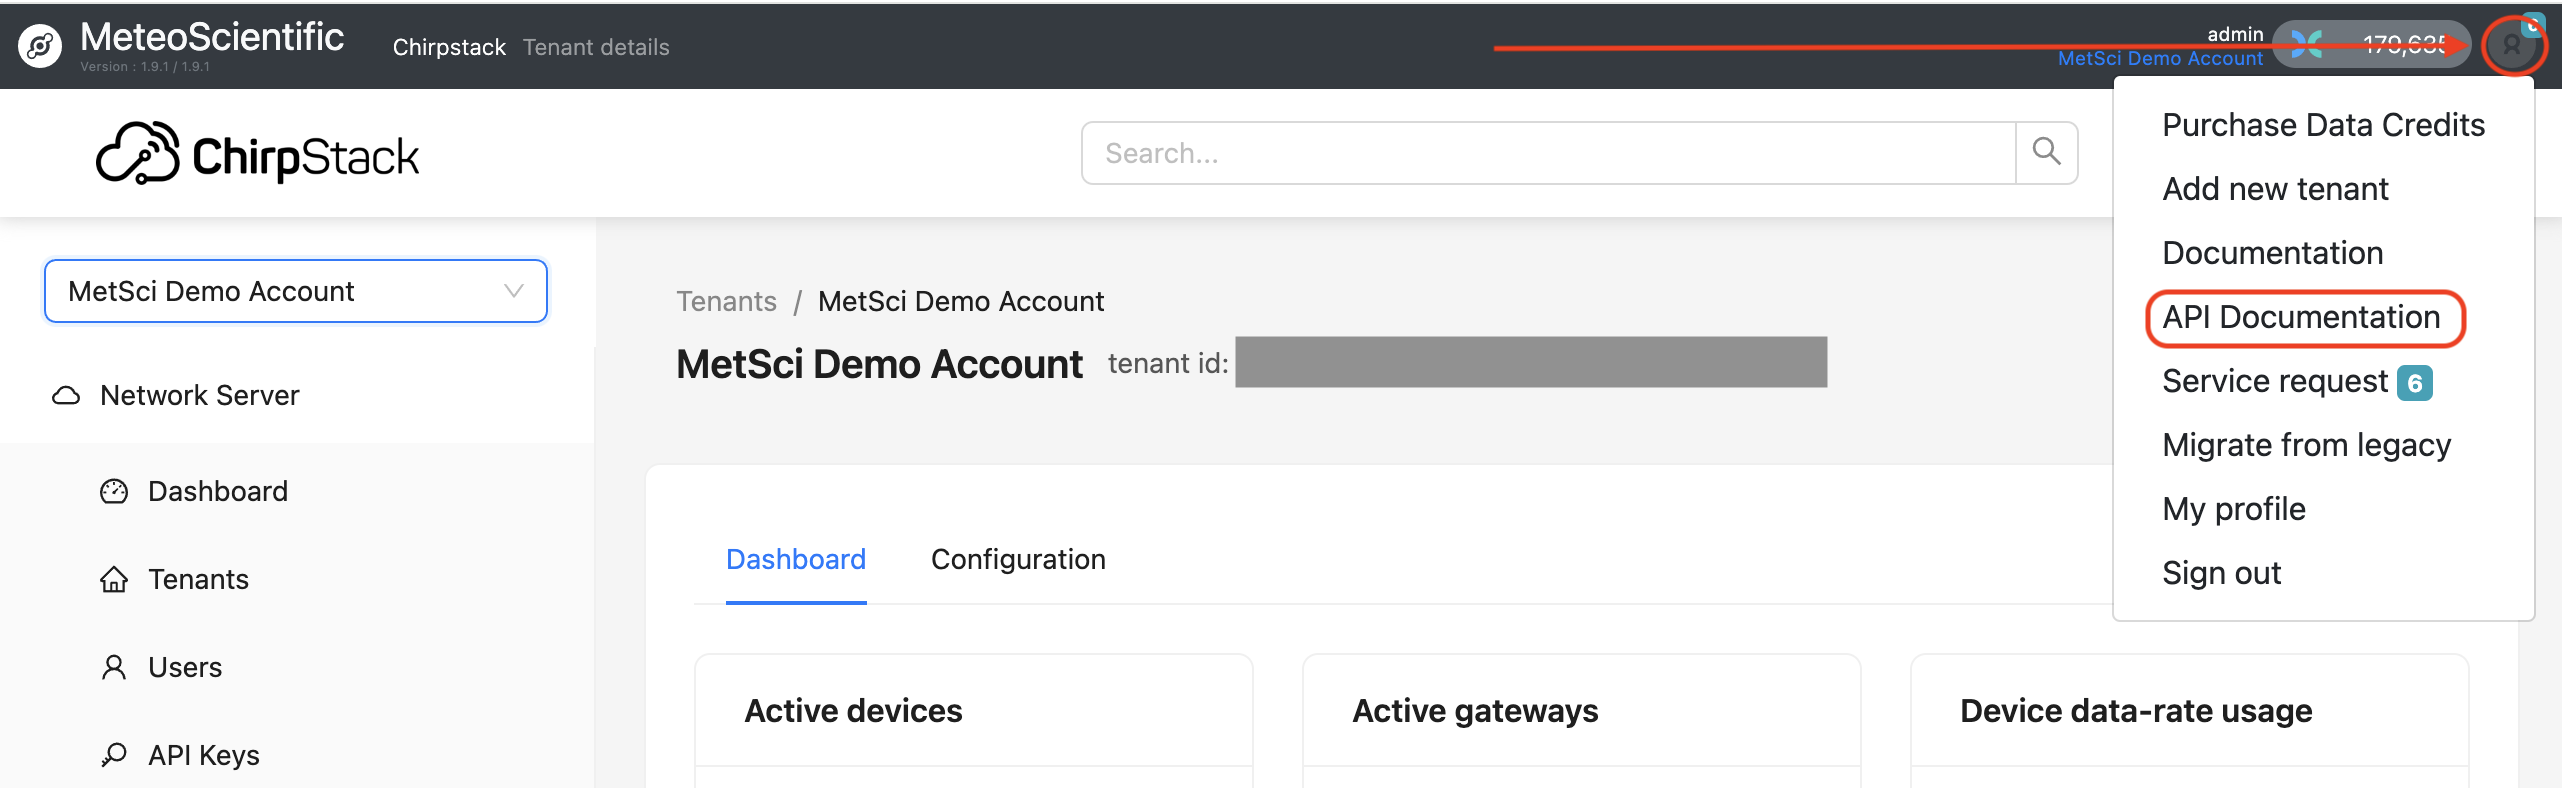 MeteoScientific
Version : 1.9.1 / 1.9.1
Chirpstack
Tenant details
admin
MetSci Demo Account
6
ChirpStack
Search...
Purchase Data Credits
Add new tenant
Documentation
API Documentation
Service request 6
Migrate from legacy
My profile
Sign out
MetSci Demo Account
Network Server
Dashboard
Tenants
Users
API Keys
Tenants / MetSci Demo Account
MetSci Demo Account tenant id:
Dashboard
Configuration
Active devices
Active gateways
Device data-rate usage